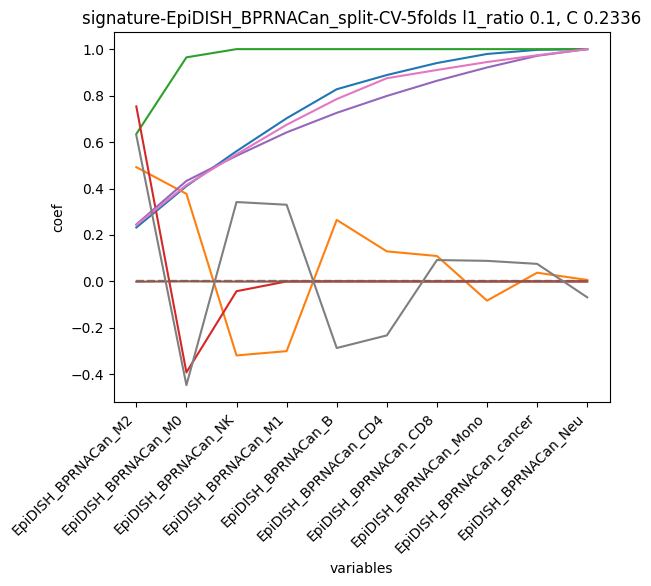 signature-EpiDISH_BPRNACan_split-CV-5folds l1_ratio 0.1, C 0.2336
1.0
0.8
0.6
0.4
0.2
0.0
−0.2
−0.4
coef
EpiDISH_BPRNACan_M2
EpiDISH_BPRNACan_M0
EpiDISH_BPRNACan_NK
EpiDISH_BPRNACan_M1
EpiDISH_BPRNACan_B
EpiDISH_BPRNACan_CD4
EpiDISH_BPRNACan_CD8
EpiDISH_BPRNACan_Mono
EpiDISH_BPRNACan_cancer
EpiDISH_BPRNACan_Neu
variables